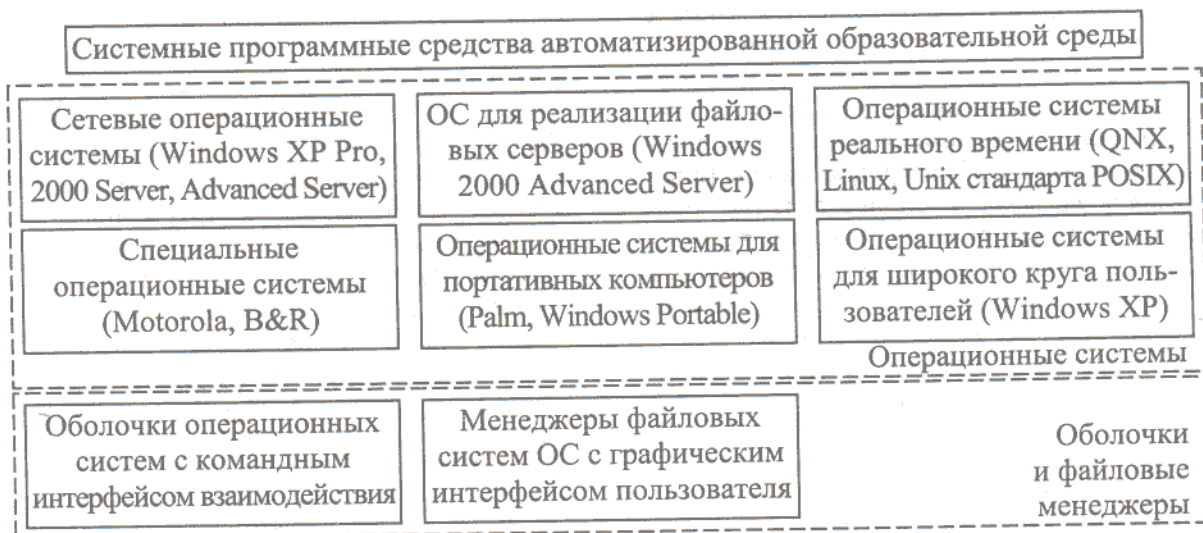 Системные программные средства автоматизированной образовательной среды
Сетевые операционные
системы (Windows XP Pro,
2000 Server, Advanced Server)
ОС для реализации файло-
вых серверов (Windows
2000 Advanced Server)
Операционные системы
реального времени (QNX,
Linux, Unix стандарта POSIX)
Специальные
операционные системы
(Motorola, B&R)
Операционные системы для
портативных компьютеров
(Palm, Windows Portable)
Операционные системы
для широкого круга поль-
зователей (Windows XP)
Операционные системы
Оболочки операционных
систем с командным
интерфейсом взаимодействия
Менеджеры файловых
систем ОС с графическим
интерфейсом пользователя
Оболочки
и файловые
менеджеры